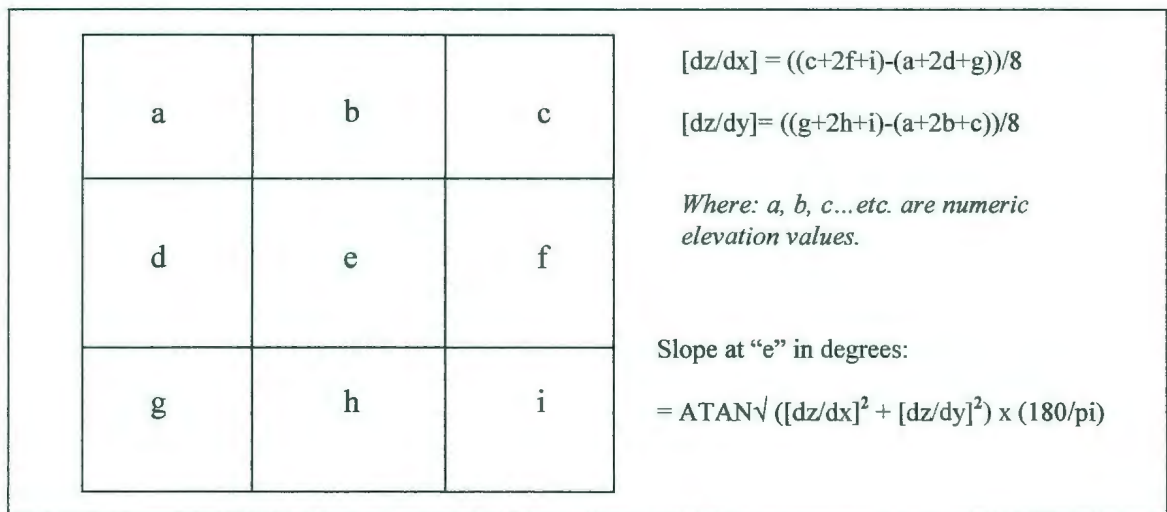 a b c
[dz/dx] = ((c+2f+i)-(a+2d+g))/8
[dz/dy]= ((g+2h+i)-(a+2b+c))/8
Where: a, b, c...etc. are numeric
elevation values.
d e f
Slope at “e” in degrees:
g h i
= ATAN√ ([dz/dx]² + [dz/dy]²) x (180/pi)